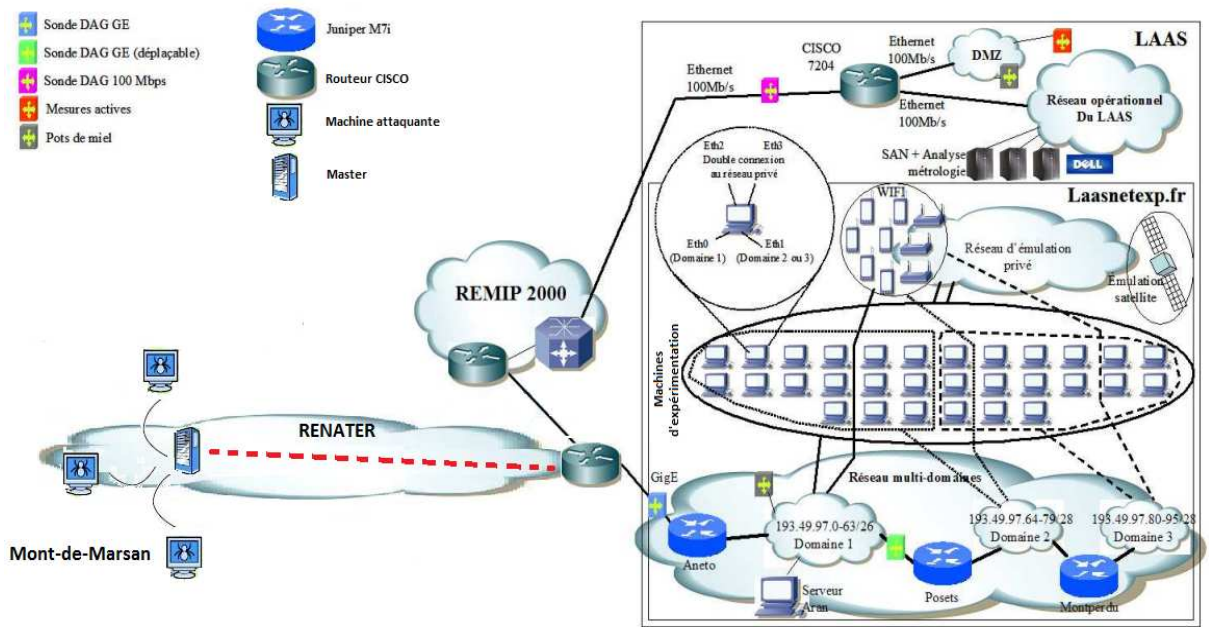 Sonde DAG GE
Sonde DAG GE (déplaçable)
Sonde DAG 100 Mbps
Mesures actives
Pots de miel
Juniper M7i
Routeur CISCO
Machine attaquante
Master
LAAS
CISCO
7204
Ethernet
100Mb/s
Ethernet
100Mb/s
DMZ
Ethernet
100Mb/s
Réseau opérationnel
Du LAAS
SAN + Analyse
métrologie
DELL
Laasnetexp.fr
Eth2
Eth3
Double connexion
au réseau privé
Eth0
(Domaine 1)
Eth1
(Domaine 2 ou 3)
WIFI
Réseau d'émulation
privé
Émulation
satellite
REMIP 2000
Machines
d'expérimentation
RENATER
Mont-de-Marsan
GigE
Réseau multi-domaines
193.49.97.0-63/26
Domaine 1
193.49.97.64-79/28
Domaine 2
193.49.97.80-95/28
Domaine 3
Aneto
Serveur
Aran
Posets
Montperdu